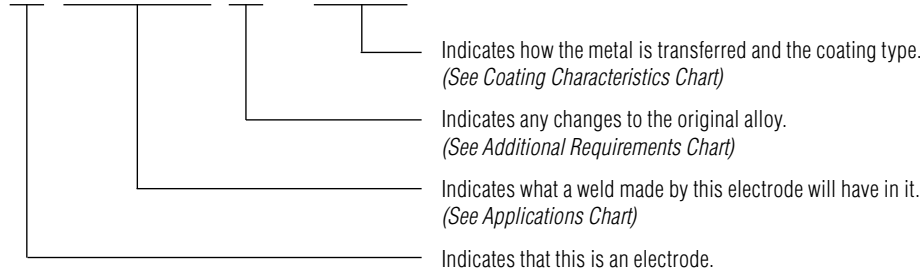 Indicates how the metal is transferred and the coating type.
(See Coating Characteristics Chart)
Indicates any changes to the original alloy.
(See Additional Requirements Chart)
Indicates what a weld made by this electrode will have in it.
(See Applications Chart)
Indicates that this is an electrode.